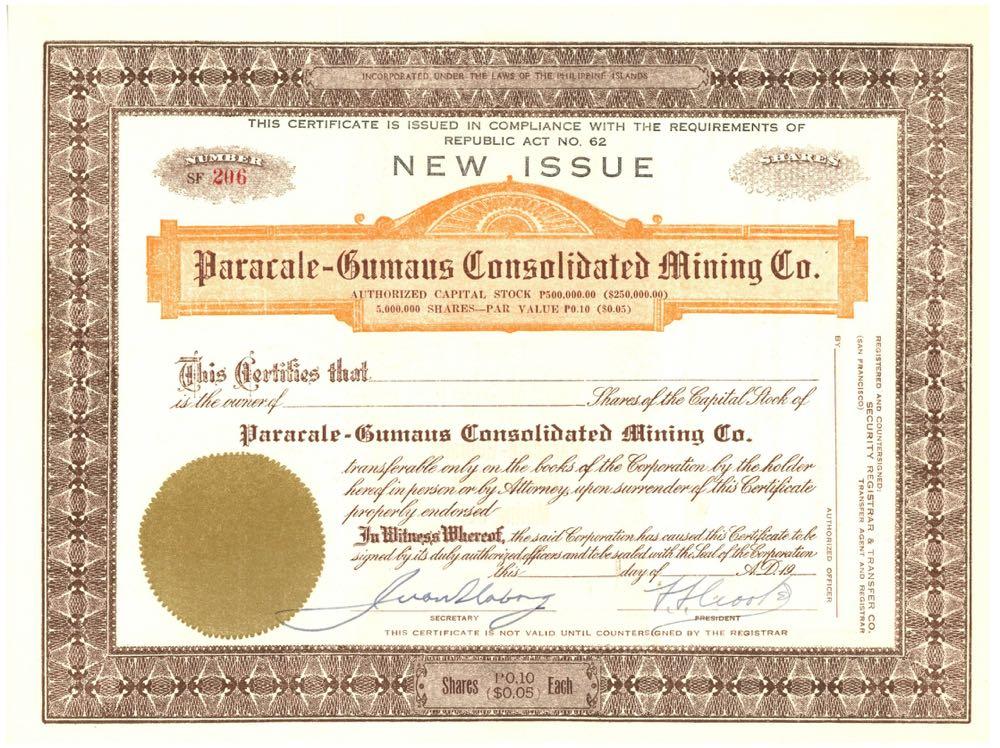 INCORPORATED UNDER THE LAWS OF THE PHILIPPINE ISLANDS
THIS CERTIFICATE IS ISSUED IN COMPLIANCE WITH THE REQUIREMENTS OF
REPUBLIC ACT NO. 62
NEW ISSUE
NUMBER
SF 206
SHARES
Paracale-Gumaus Consolidated Mining Co.
AUTHORIZED CAPITAL STOCK P500,000.00 ($250,000.00)
5,000,000 SHARES—PAR VALUE P0.10 ($0.05)
This Certifies that
is the owner of Shares of the Capital Stock of
Paracale-Gumaus Consolidated Mining Co.
transferable only on the books of the Corporation by the holder
hereof in person or by Attorney, upon surrender of this Certificate
properly endorsed
In Witness Whereof, the said Corporation has caused this Certificate to be
signed by its duly authorized officers and to be sealed with the Seal of the Corporation
this day of A.D. 19
SECRETARY
PRESIDENT
THIS CERTIFICATE IS NOT VALID UNTIL COUNTERSIGNED BY THE REGISTRAR
REGISTERED AND COUNTERSIGNED:
SECURITY REGISTRAR & TRANSFER CO.
(SAN FRANCISCO) TRANSFER AGENT AND REGISTRAR
BY
AUTHORIZED OFFICER
Shares P0.10 ($0.05) Each